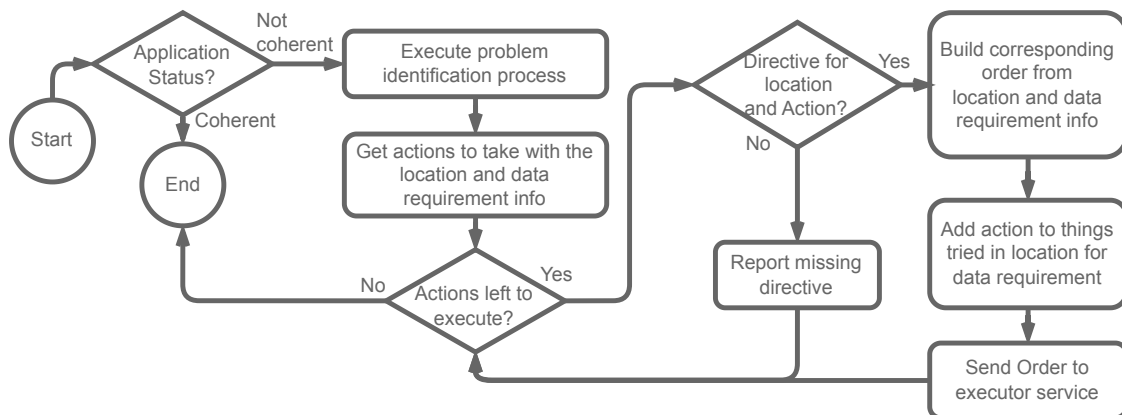 Start
Application
Status?
Not
coherent
Coherent
End
Execute problem
identification process
Get actions to take with the
location and data
requirement info
Actions left to
execute?
No
Yes
Directive for
location
and Action?
No
Yes
Report missing
directive
Build corresponding
order from
location and data
requirement info
Add action to things
tried in location for
data requirement
Send Order to
executor service